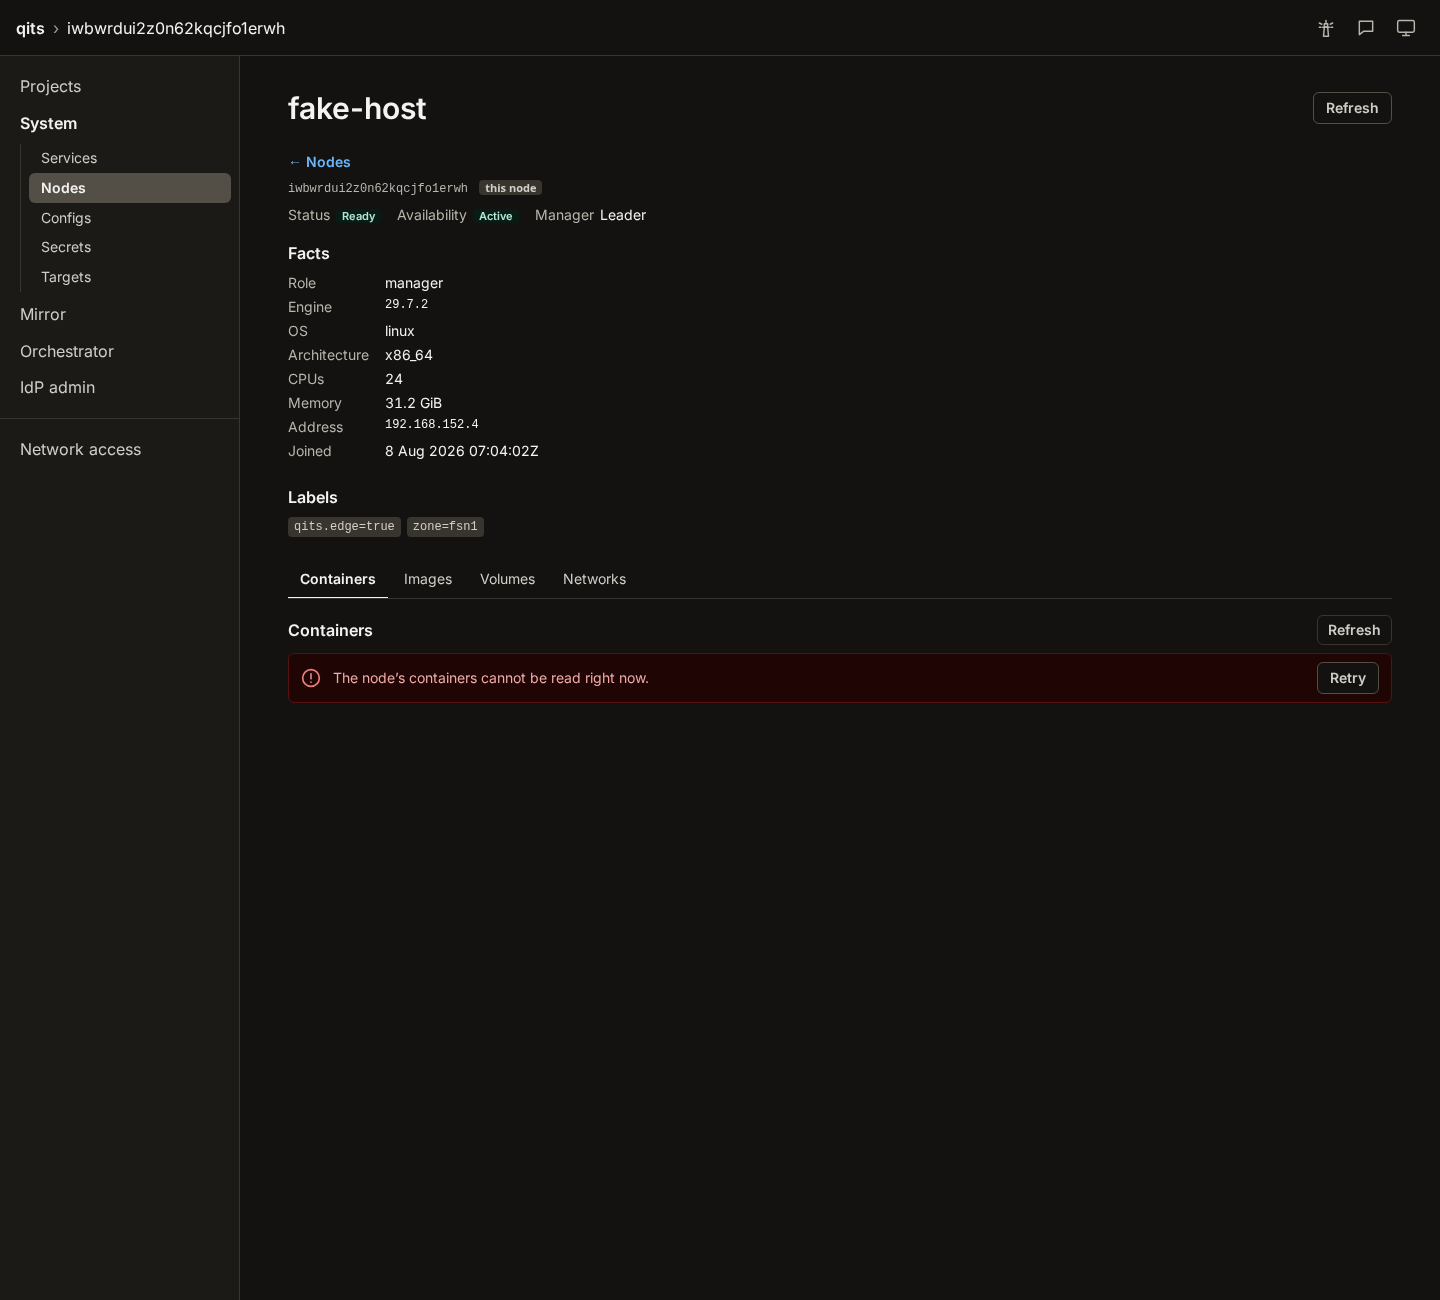 qits › iwbwrdui2z0n62kqcjfo1erwh
Projects
System
Services
Nodes
Configs
Secrets
Targets
Mirror
Orchestrator
IdP admin
Network access
fake-host
Refresh
← Nodes
iwbwrdui2z0n62kqcjfo1erwh this node
Status Ready Availability Active Manager Leader
Facts
Role manager
Engine 29.7.2
OS linux
Architecture x86_64
CPUs 24
Memory 31.2 GiB
Address 192.168.152.4
Joined 8 Aug 2026 07:04:02Z
Labels
qits.edge=true zone=fsn1
Containers Images Volumes Networks
Containers Refresh
The node’s containers cannot be read right now. Retry